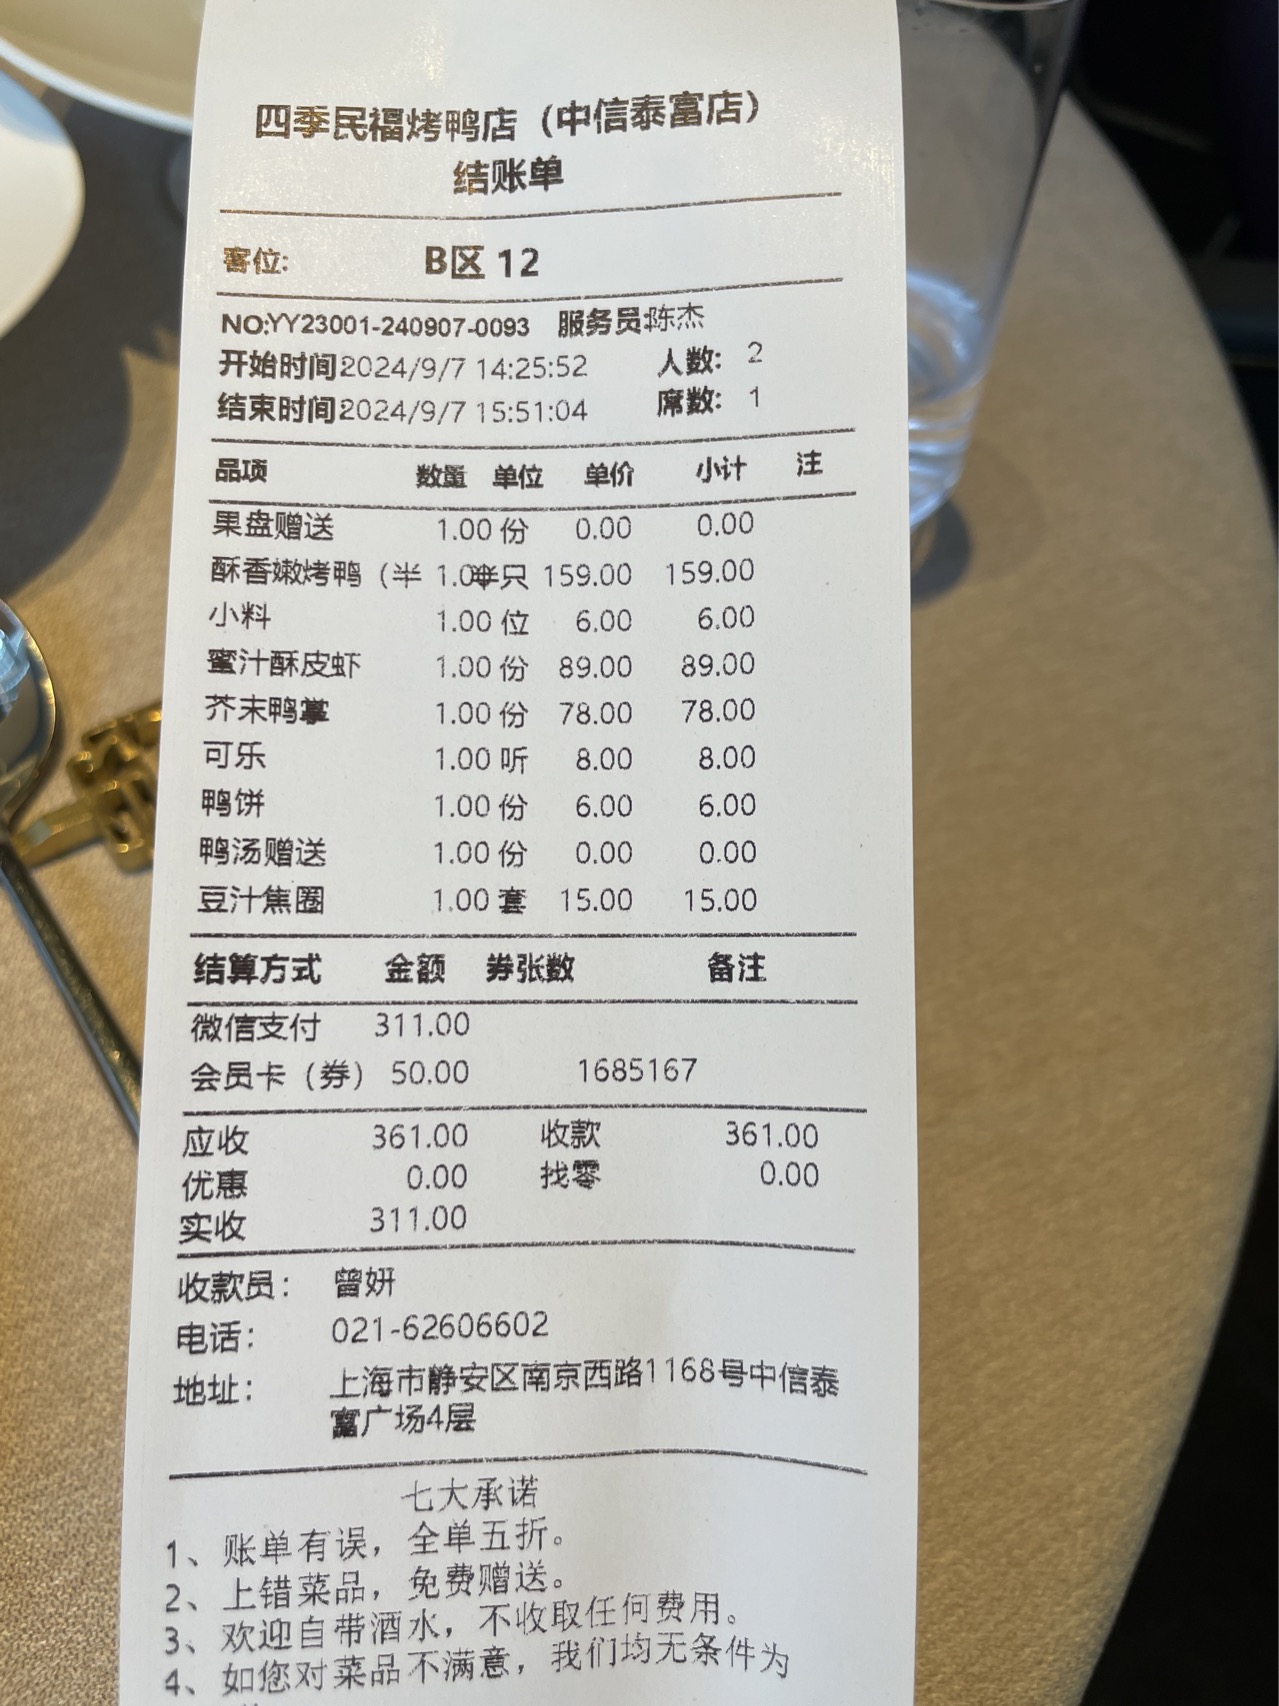 四季民福烤鸭店（中信泰富店）
结账单
客位: B区 12
NO:YY23001-240907-0093 服务员:陈杰
开始时间2024/9/7 14:25:52 人数: 2
结束时间2024/9/7 15:51:04 席数: 1
品项 数量 单位 单价 小计 注
果盘赠送 1.00 份 0.00 0.00
酥香嫩烤鸭（半 1.00半只 159.00 159.00
小料 1.00 位 6.00 6.00
蜜汁酥皮虾 1.00 份 89.00 89.00
芥末鸭掌 1.00 份 78.00 78.00
可乐 1.00 听 8.00 8.00
鸭饼 1.00 份 6.00 6.00
鸭汤赠送 1.00 份 0.00 0.00
豆汁焦圈 1.00 套 15.00 15.00
结算方式 金额 券张数 备注
微信支付 311.00
会员卡（券） 50.00 1685167
应收 361.00 收款 361.00
优惠 0.00 找零 0.00
实收 311.00
收款员: 曾妍
电话: 021-62606602
地址: 上海市静安区南京西路1168号中信泰
富广场4层
七大承诺
1、账单有误，全单五折。
2、上错菜品，免费赠送。
3、欢迎自带酒水，不收取任何费用。
4、如您对菜品不满意，我们均无条件为